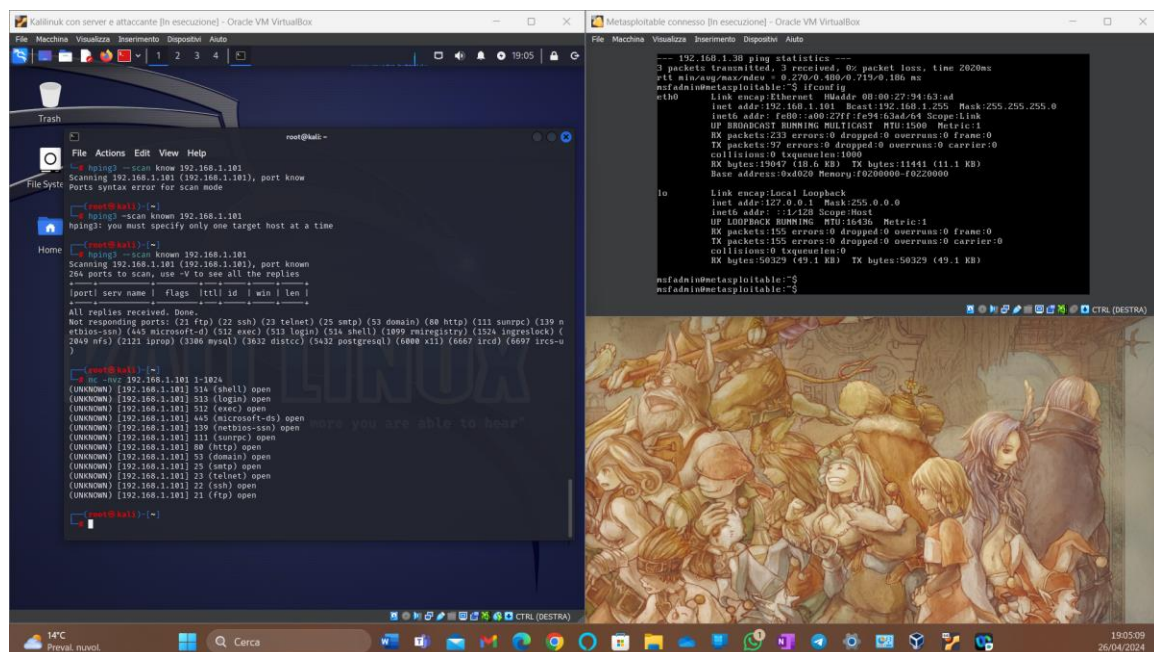 Kalilinuk con server e attaccante [In esecuzione] - Oracle VM VirtualBox
File Macchina Visualizza Inserimento Dispositivi Aiuto
1 2 3 4
19:05
Trash
File Syste
Home
root@kali: ~
File Actions Edit View Help
# hping3 --scan know 192.168.1.101
Scanning 192.168.1.101 (192.168.1.101), port know
Ports syntax error for scan mode
(root@kali)-[~]
# hping3 -scan known 192.168.1.101
hping3: you must specify only one target host at a time
(root@kali)-[~]
# hping3 --scan known 192.168.1.101
Scanning 192.168.1.101 (192.168.1.101), port known
264 ports to scan, use -V to see all the replies
+----+-----------+---------+---+-----+-----+-----+
|port| serv name | flags |ttl| id | win | len |
+----+-----------+---------+---+-----+-----+-----+
All replies received. Done.
Not responding ports: (21 ftp) (22 ssh) (23 telnet) (25 smtp) (53 domain) (80 http) (111 sunrpc) (139 n
etbios-ssn) (445 microsoft-d) (512 exec) (513 login) (514 shell) (1099 rmiregistry) (1524 ingreslock) (
2049 nfs) (2121 iprop) (3306 mysql) (3632 distcc) (5432 postgresql) (6000 x11) (6667 ircd) (6697 ircs-u
)
(root@kali)-[~]
# nc -nvz 192.168.1.101 1-1024
(UNKNOWN) [192.168.1.101] 514 (shell) open
(UNKNOWN) [192.168.1.101] 513 (login) open
(UNKNOWN) [192.168.1.101] 512 (exec) open
(UNKNOWN) [192.168.1.101] 445 (microsoft-ds) open
(UNKNOWN) [192.168.1.101] 139 (netbios-ssn) open
(UNKNOWN) [192.168.1.101] 111 (sunrpc) open
(UNKNOWN) [192.168.1.101] 80 (http) open
(UNKNOWN) [192.168.1.101] 53 (domain) open
(UNKNOWN) [192.168.1.101] 25 (smtp) open
(UNKNOWN) [192.168.1.101] 23 (telnet) open
(UNKNOWN) [192.168.1.101] 22 (ssh) open
(UNKNOWN) [192.168.1.101] 21 (ftp) open
(root@kali)-[~]
#
KALI LINUX
more you are able to hear"
CTRL (DESTRA)
Metasploitable connesso [In esecuzione] - Oracle VM VirtualBox
File Macchina Visualizza Inserimento Dispositivi Aiuto
--- 192.168.1.38 ping statistics ---
3 packets transmitted, 3 received, 0% packet loss, time 2020ms
rtt min/avg/max/mdev = 0.270/0.480/0.719/0.186 ms
msfadmin@metasploitable:~$ ifconfig
eth0 Link encap:Ethernet HWaddr 08:00:27:94:63:ad
inet addr:192.168.1.101 Bcast:192.168.1.255 Mask:255.255.255.0
inet6 addr: fe80::a00:27ff:fe94:63ad/64 Scope:Link
UP BROADCAST RUNNING MULTICAST MTU:1500 Metric:1
RX packets:233 errors:0 dropped:0 overruns:0 frame:0
TX packets:97 errors:0 dropped:0 overruns:0 carrier:0
collisions:0 txqueuelen:1000
RX bytes:19047 (18.6 KB) TX bytes:11441 (11.1 KB)
Base address:0xd020 Memory:f0200000-f0220000
lo Link encap:Local Loopback
inet addr:127.0.0.1 Mask:255.0.0.0
inet6 addr: ::1/128 Scope:Host
UP LOOPBACK RUNNING MTU:16436 Metric:1
RX packets:155 errors:0 dropped:0 overruns:0 frame:0
TX packets:155 errors:0 dropped:0 overruns:0 carrier:0
collisions:0 txqueuelen:0
RX bytes:50329 (49.1 KB) TX bytes:50329 (49.1 KB)
msfadmin@metasploitable:~$
msfadmin@metasploitable:~$
CTRL (DESTRA)
14°C
Preval. nuvol.
Cerca
19:05:09
26/04/2024